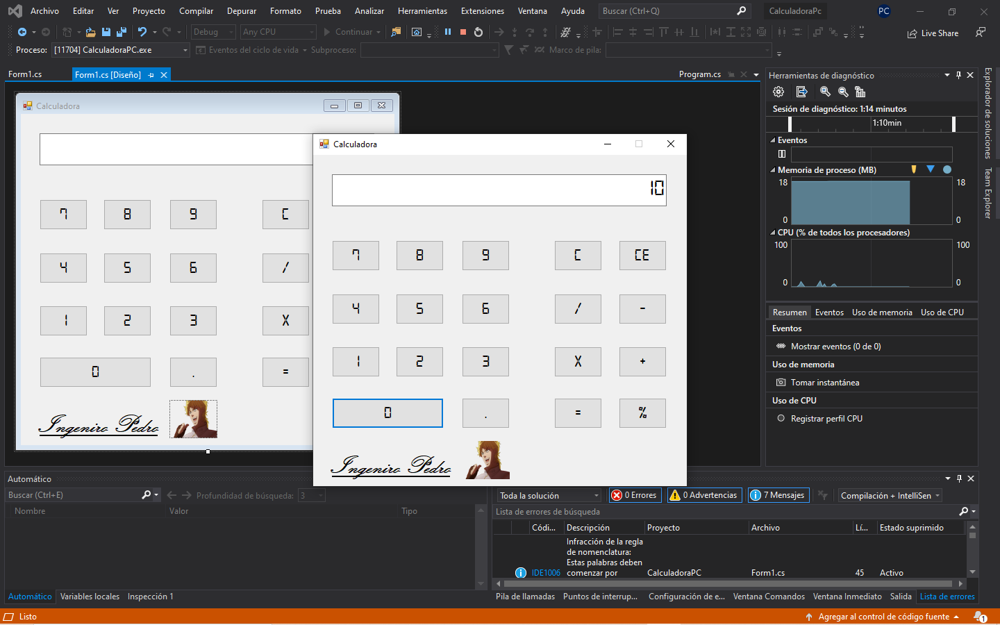 Archivo Editar Ver Proyecto Compilar Depurar Formato Prueba Analizar Herramientas Extensiones Ventana Ayuda Buscar (Ctrl+Q) CalculadoraPc PC
Debug Any CPU Continuar Live Share
Proceso: [11704] CalculadoraPC.exe Eventos del ciclo de vida Subproceso: Marco de pila:
Form1.cs Form1.cs [Diseño] Program.cs
Calculadora
7 8 9 C
4 5 6 /
1 2 3 X
0 . =
Ingeniro Pedro
Calculadora
10
7 8 9 C CE
4 5 6 / -
1 2 3 X +
0 . = %
Ingeniro Pedro
Herramientas de diagnóstico
Sesión de diagnóstico: 1:14 minutos
1:10min
Eventos
Memoria de proceso (MB)
18 18
0 0
CPU (% de todos los procesadores)
100 100
0 0
Resumen Eventos Uso de memoria Uso de CPU
Eventos
Mostrar eventos (0 de 0)
Uso de memoria
Tomar instantánea
Uso de CPU
Registrar perfil CPU
Explorador de soluciones
Team Explorer
Automático
Buscar (Ctrl+E) Profundidad de búsqueda: 3
Nombre Valor Tipo
Automático Variables locales Inspección 1
Toda la solución 0 Errores 0 Advertencias 7 Mensajes Compilación + IntelliSen
Lista de errores de búsqueda
Códi... Descripción Proyecto Archivo Lí... Estado suprimido
Infracción de la regla
de nomenclatura:
Estas palabras deben
IDE1006 comenzar por CalculadoraPC Form1.cs 45 Activo
Pila de llamadas Puntos de interrup... Configuración de e... Ventana Comandos Ventana Inmediato Salida Lista de errores
Listo Agregar al control de código fuente 1